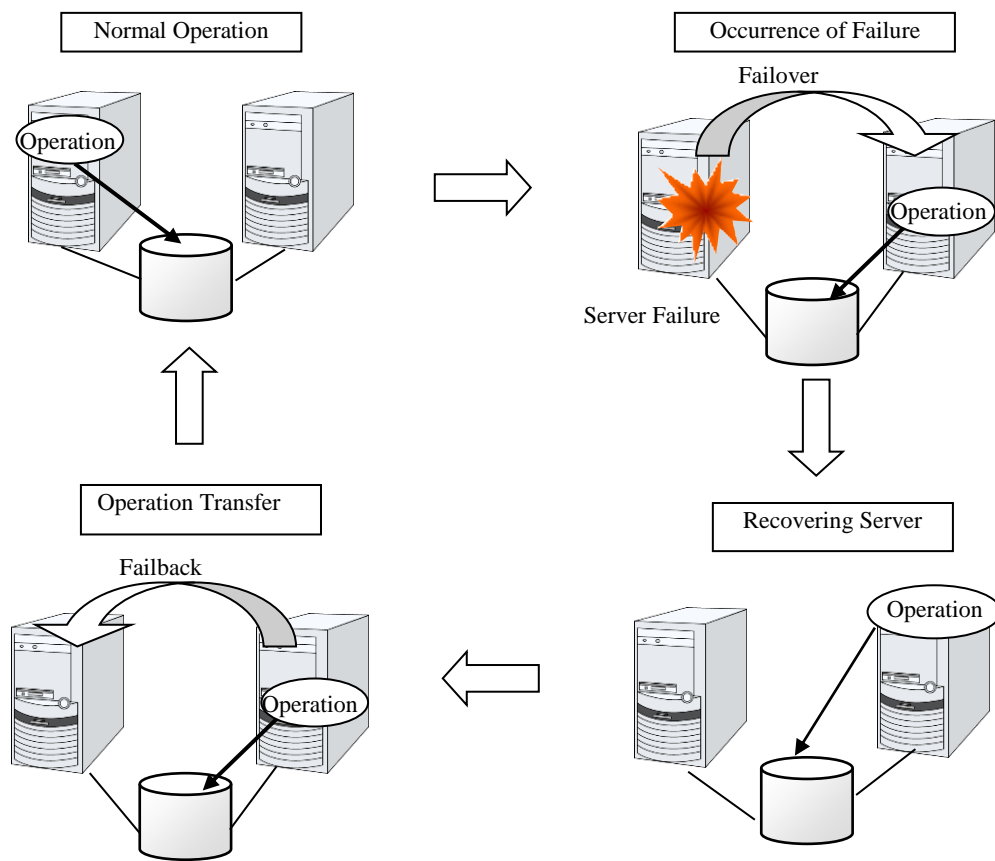 Normal Operation
Occurrence of Failure
Failover
Operation
Operation
Server Failure
Operation Transfer
Recovering Server
Failback
Operation
Operation